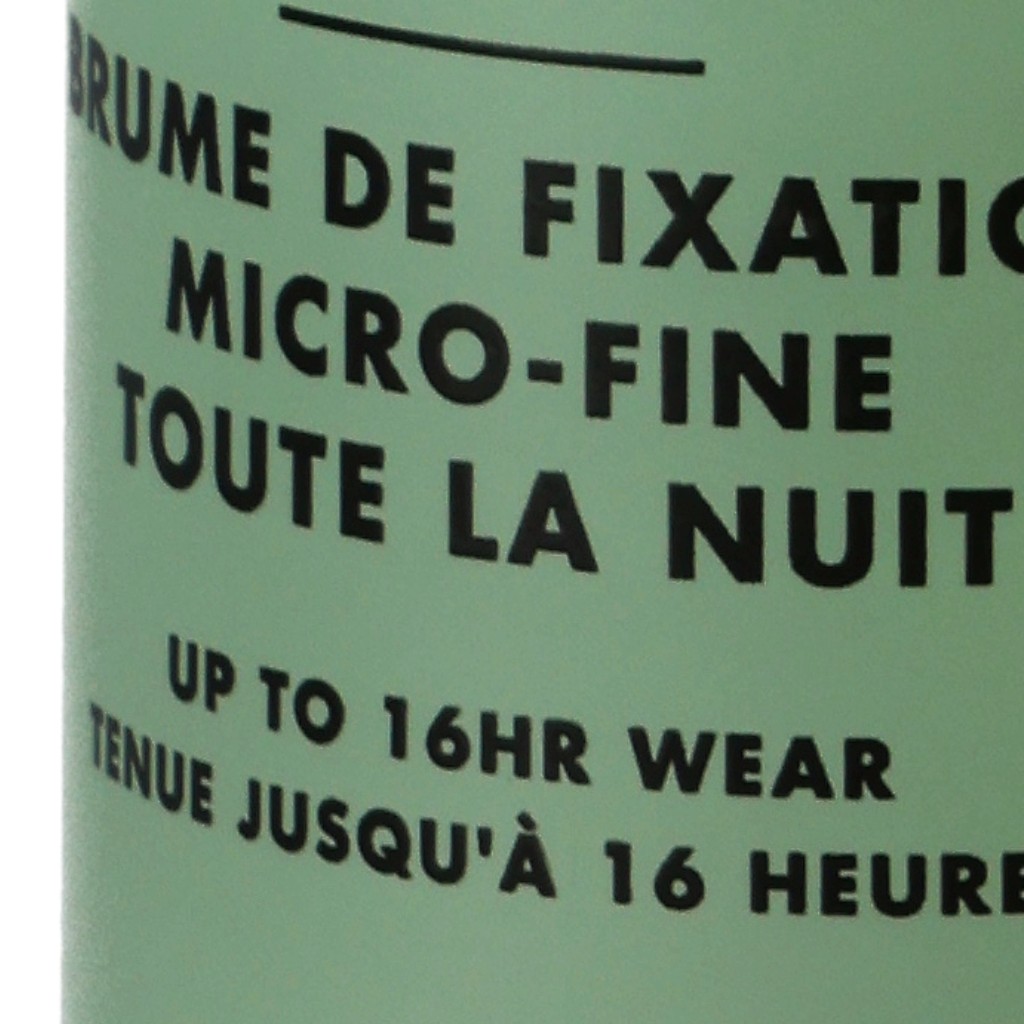 BRUME DE FIXATIO
MICRO-FINE
TOUTE LA NUIT
UP TO 16HR WEAR
TENUE JUSQU'À 16 HEURE